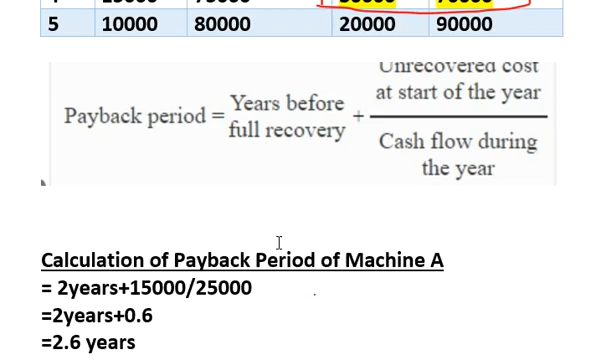 5 10000 80000 20000 90000
Unrecovered cost
at start of the year
Payback period = Years before
full recovery +
Cash flow during
the year
Calculation of Payback Period of Machine A
= 2years+15000/25000
=2years+0.6
=2.6 years